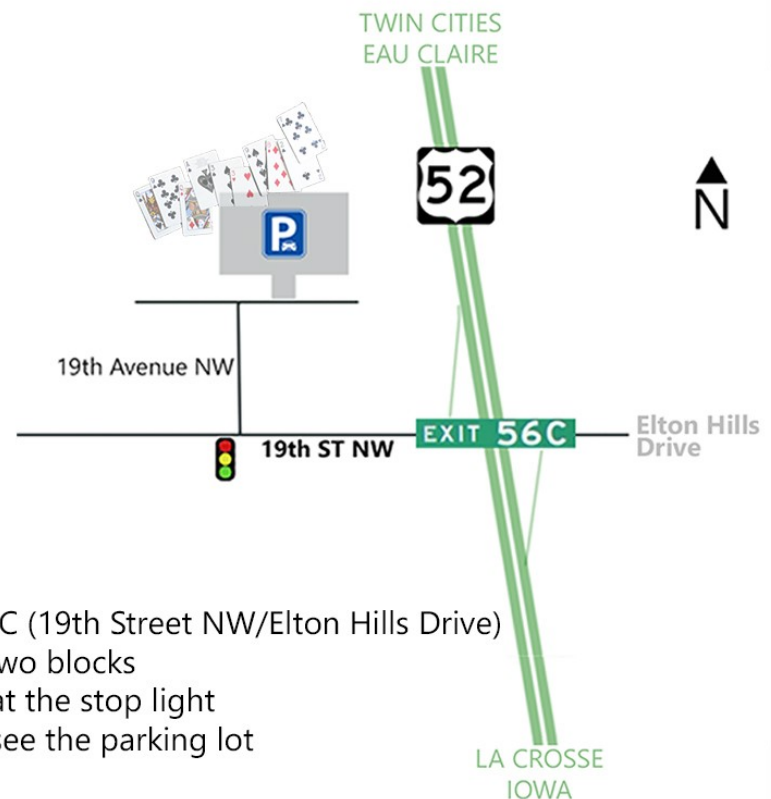 TWIN CITIES
EAU CLAIRE
52
N
P
19th Avenue NW
EXIT 56C
Elton Hills
Drive
19th ST NW
C (19th Street NW/Elton Hills Drive)
wo blocks
at the stop light
see the parking lot
LA CROSSE
IOWA